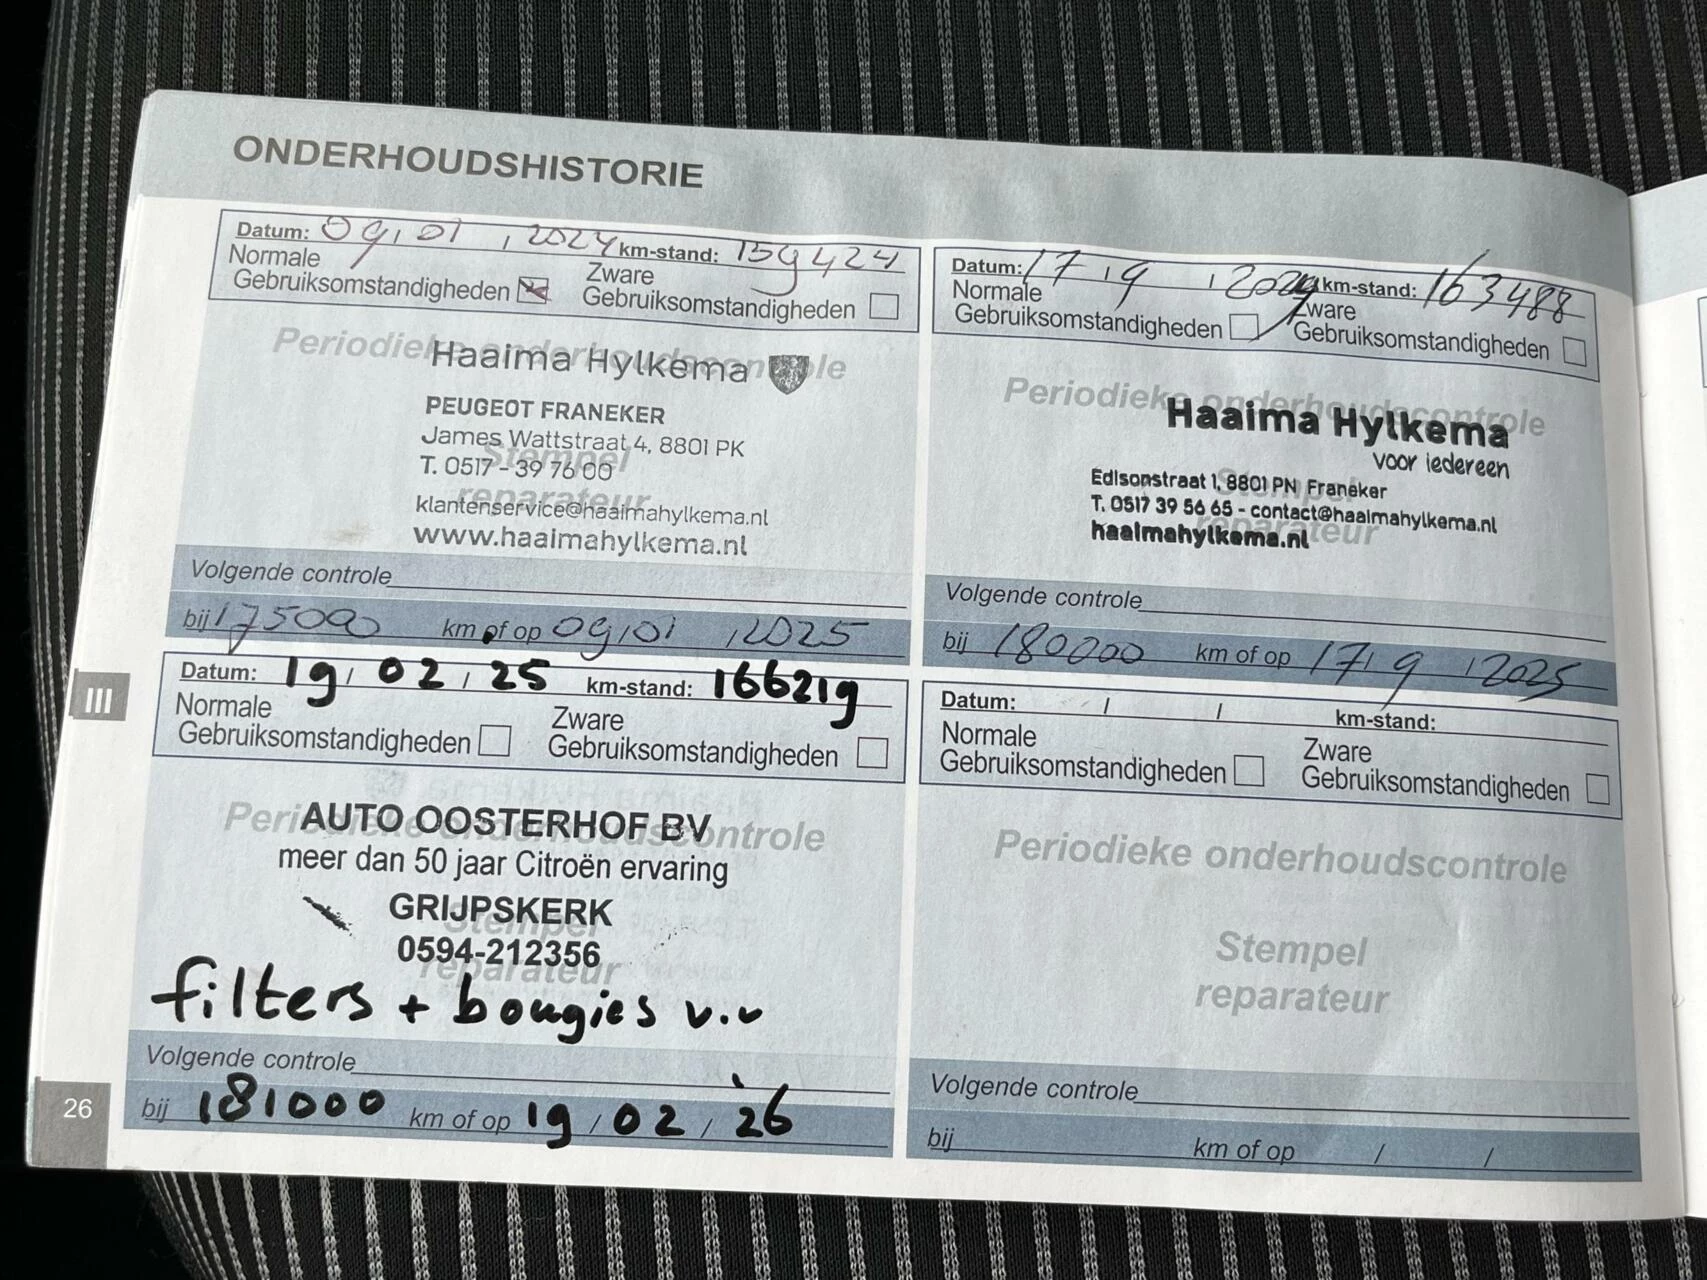 ONDERHOUDSHISTORIE
Datum: 09, 01, 2024 km-stand: 159424
Normale Gebruiksomstandigheden
Zware Gebruiksomstandigheden
Periodieke onderhoudscontrole
Haaima Hylkema
PEUGEOT FRANEKER
James Wattstraat 4, 8801 PK
T. 0517 - 39 76 00
Stempel
reparateur
klantenservice@haaimahylkema.nl
www.haaimahylkema.nl
Volgende controle
bij 175000 km of op 09/01, 2025
Datum: 17, 9, 2024 km-stand: 163488
Normale Gebruiksomstandigheden
Zware Gebruiksomstandigheden
Periodieke onderhoudscontrole
Haaima Hylkema
voor iedereen
Stempel
Edisonstraat 1, 8801 PN Franeker
T. 0517 39 56 65 - contact@haaimahylkema.nl
reparateur
haaimahylkema.nl
Volgende controle
bij 180000 km of op 17, 9, 2025
III
Datum: 19/ 02 / 25 km-stand: 166219
Normale Gebruiksomstandigheden
Zware Gebruiksomstandigheden
Periodieke onderhoudscontrole
AUTO OOSTERHOF BV
meer dan 50 jaar Citroën ervaring
GRIJPSKERK
Stempel
0594-212356
reparateur
filters + bougies v.v
Volgende controle
bij 181000 km of op 19 / 02 / '26
Datum: / / km-stand:
Normale Gebruiksomstandigheden
Zware Gebruiksomstandigheden
Periodieke onderhoudscontrole
Stempel
reparateur
Volgende controle
bij km of op / /
26